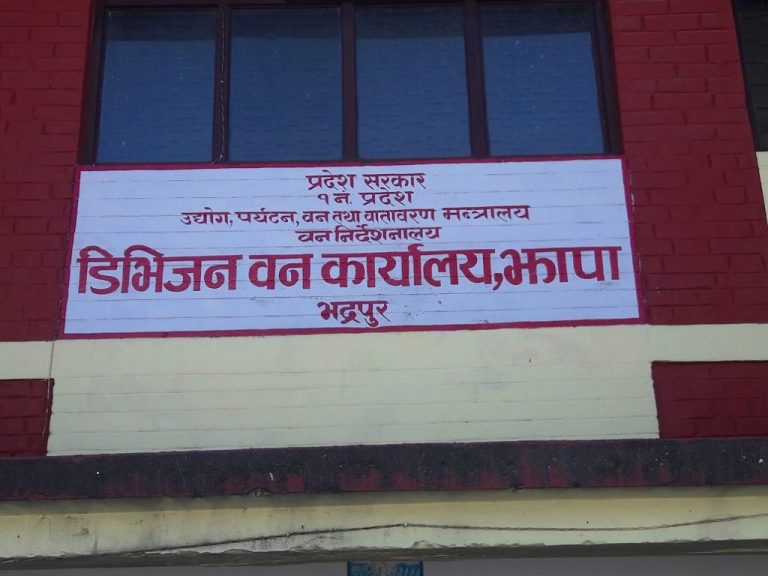 प्रदेश सरकार
१ नं. प्रदेश
उद्योग, पर्यटन, वन तथा वातावरण मन्त्रालय
वन निर्देशनालय
डिभिजन वन कार्यालय, झापा
भद्रपुर